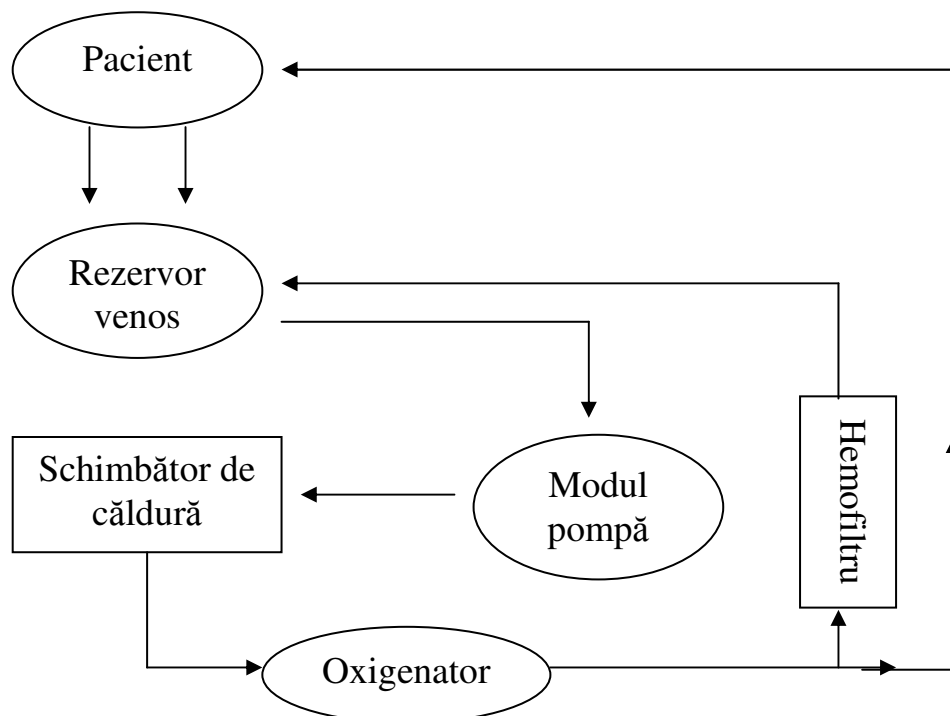 Pacient
Rezervor
venos
Schimbător de
căldură
Modul
pompă
Hemofiltru
Oxigenator